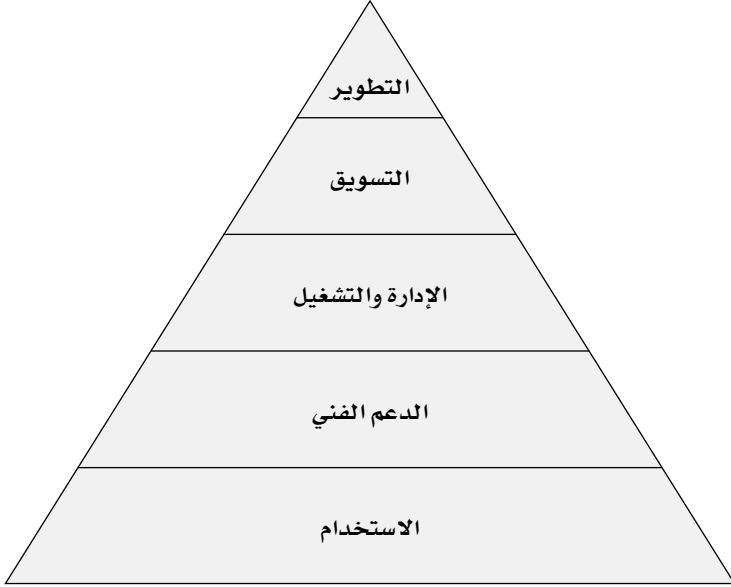 التطوير
التسويق
الإدارة والتشغيل
الدعم الفني
الاستخدام